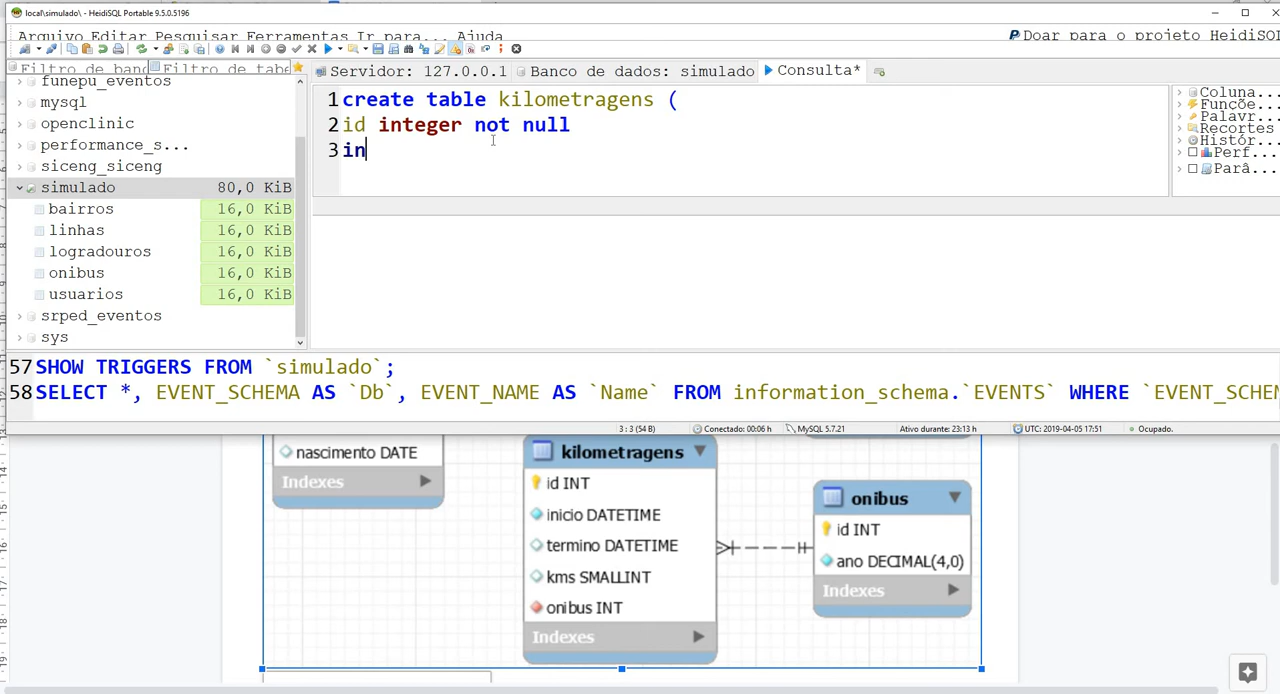 local\simulado\ - HeidiSQL Portable 9.5.0.5196
Arquivo Editar Pesquisar Ferramentas Ir para... Ajuda
Doar para o projeto HeidiSQL
Filtro de banc
Filtro de tabe
Servidor: 127.0.0.1
Banco de dados: simulado
Consulta*
funepu_eventos
mysql
openclinic
performance_s...
siceng_siceng
simulado 80,0 KiB
bairros 16,0 KiB
linhas 16,0 KiB
logradouros 16,0 KiB
onibus 16,0 KiB
usuarios 16,0 KiB
srped_eventos
sys
1 create table kilometragens (
2 id integer not null
3 in
Coluna...
Funçõe...
Palavr...
Recortes
Histór...
Perf...
Parâ...
57 SHOW TRIGGERS FROM `simulado`;
58 SELECT *, EVENT_SCHEMA AS `Db`, EVENT_NAME AS `Name` FROM information_schema.`EVENTS` WHERE `EVENT_SCHEM
3 : 3 (54 B)
Conectado: 00:06 h
MySQL 5.7.21
Ativo durante: 23:13 h
UTC: 2019-04-05 17:51
Ocupado.
nascimento DATE
Indexes
kilometragens
id INT
inicio DATETIME
termino DATETIME
kms SMALLINT
onibus INT
Indexes
onibus
id INT
ano DECIMAL(4,0)
Indexes